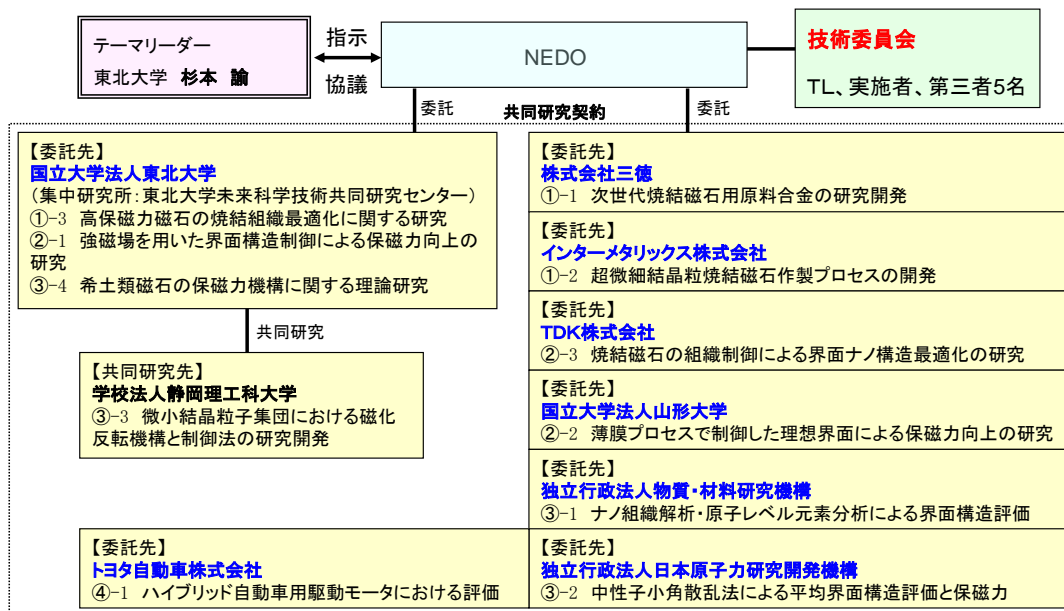 テーマリーダー
東北大学 杉本 諭
指示
協議
NEDO
技術委員会
TL、実施者、第三者5名
委託
共同研究契約
委託
【委託先】
国立大学法人東北大学
(集中研究所:東北大学未来科学技術共同研究センター)
①-3 高保磁力磁石の焼結組織最適化に関する研究
②-1 強磁場を用いた界面構造制御による保磁力向上の
研究
③-4 希土類磁石の保磁力機構に関する理論研究
共同研究
【共同研究先】
学校法人静岡理工科大学
③-3 微小結晶粒子集団における磁化
反転機構と制御法の研究開発
【委託先】
トヨタ自動車株式会社
④-1 ハイブリッド自動車用駆動モータにおける評価
【委託先】
株式会社三徳
①-1 次世代焼結磁石用原料合金の研究開発
【委託先】
インターメタリックス株式会社
①-2 超微細結晶粒焼結磁石作製プロセスの開発
【委託先】
TDK株式会社
②-3 焼結磁石の組織制御による界面ナノ構造最適化の研究
【委託先】
国立大学法人山形大学
②-2 薄膜プロセスで制御した理想界面による保磁力向上の研究
【委託先】
独立行政法人物質・材料研究機構
③-1 ナノ組織解析・原子レベル元素分析による界面構造評価
【委託先】
独立行政法人日本原子力研究開発機構
③-2 中性子小角散乱法による平均界面構造評価と保磁力